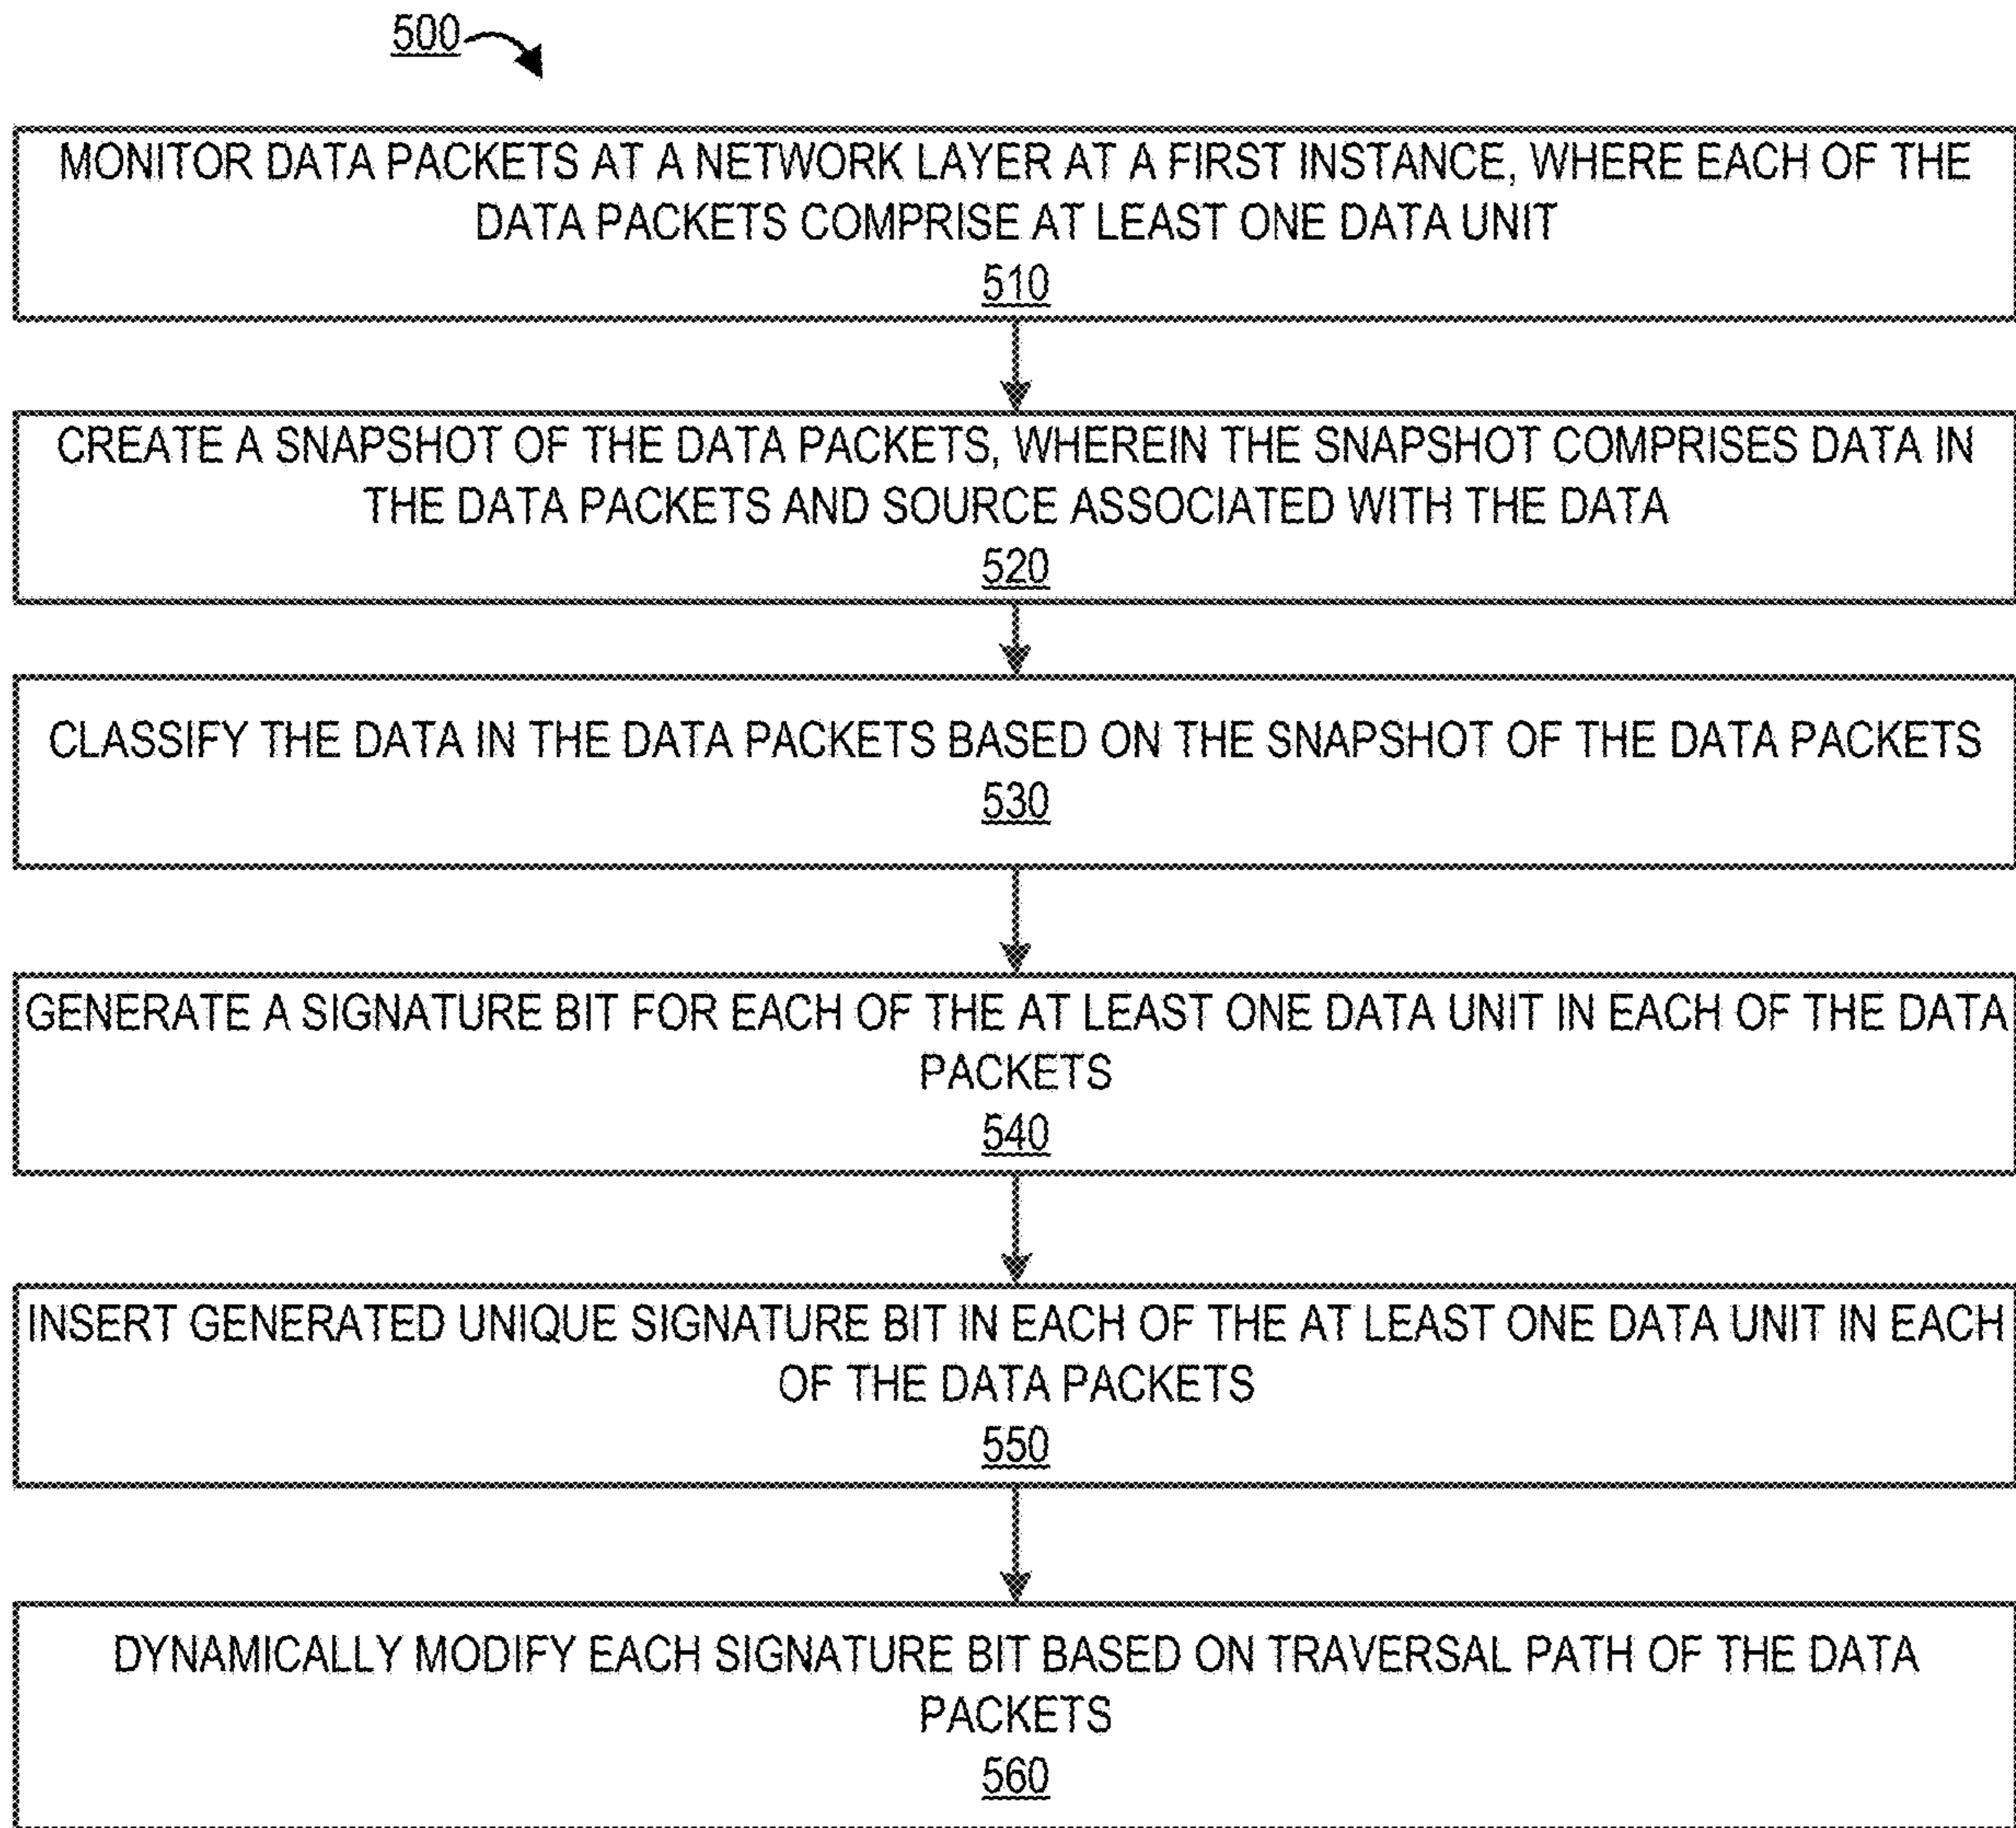 500
MONITOR DATA PACKETS AT A NETWORK LAYER AT A FIRST INSTANCE, WHERE EACH OF THE
DATA PACKETS COMPRISE AT LEAST ONE DATA UNIT
510
CREATE A SNAPSHOT OF THE DATA PACKETS, WHEREIN THE SNAPSHOT COMPRISES DATA IN
THE DATA PACKETS AND SOURCE ASSOCIATED WITH THE DATA
520
CLASSIFY THE DATA IN THE DATA PACKETS BASED ON THE SNAPSHOT OF THE DATA PACKETS
530
GENERATE A SIGNATURE BIT FOR EACH OF THE AT LEAST ONE DATA UNIT IN EACH OF THE DATA
PACKETS
540
INSERT GENERATED UNIQUE SIGNATURE BIT IN EACH OF THE AT LEAST ONE DATA UNIT IN EACH
OF THE DATA PACKETS
550
DYNAMICALLY MODIFY EACH SIGNATURE BIT BASED ON TRAVERSAL PATH OF THE DATA
PACKETS
560